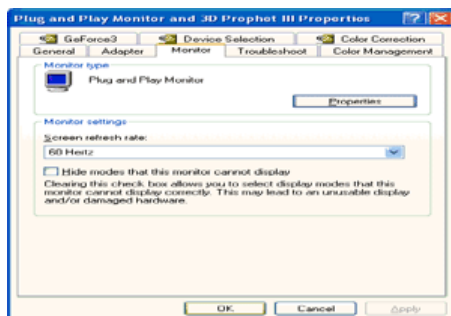 Plug and Play Monitor and 3D Prophet III Properties
GeForce3 Device Selection Color Correction
General Adapter Monitor Troubleshoot Color Management
Monitor type
Plug and Play Monitor
Properties
Monitor settings
Screen refresh rate:
60 Hertz
Hide modes that this monitor cannot display
Clearing this check box allows you to select display modes that this
monitor cannot display correctly. This may lead to an unusable display
and/or damaged hardware.
OK Cancel Apply